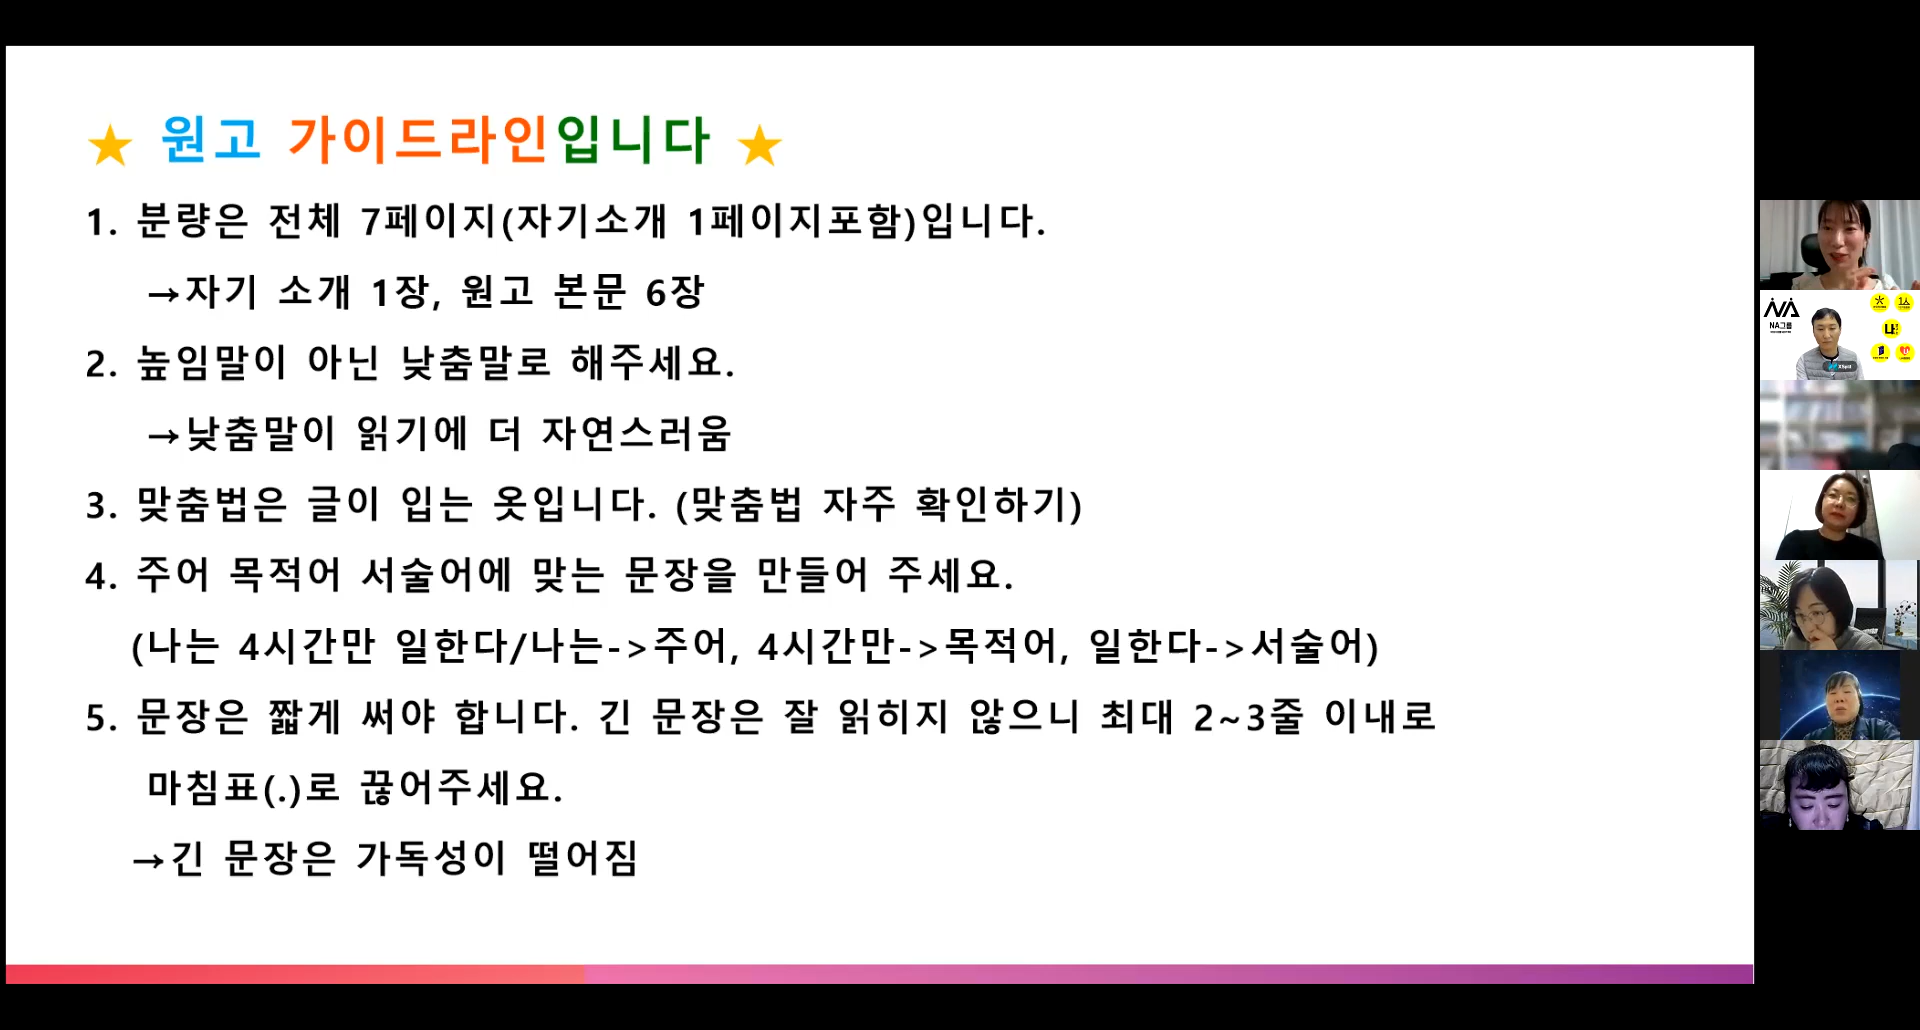 ★ 원고 가이드라인입니다 ★
1. 분량은 전체 7페이지(자기소개 1페이지포함)입니다.
→자기 소개 1장, 원고 본문 6장
2. 높임말이 아닌 낮춤말로 해주세요.
→낮춤말이 읽기에 더 자연스러움
3. 맞춤법은 글이 입는 옷입니다. (맞춤법 자주 확인하기)
4. 주어 목적어 서술어에 맞는 문장을 만들어 주세요.
(나는 4시간만 일한다/나는->주어, 4시간만->목적어, 일한다->서술어)
5. 문장은 짧게 써야 합니다. 긴 문장은 잘 읽히지 않으니 최대 2~3줄 이내로
마침표(.)로 끊어주세요.
→긴 문장은 가독성이 떨어짐
NA
NA그룹